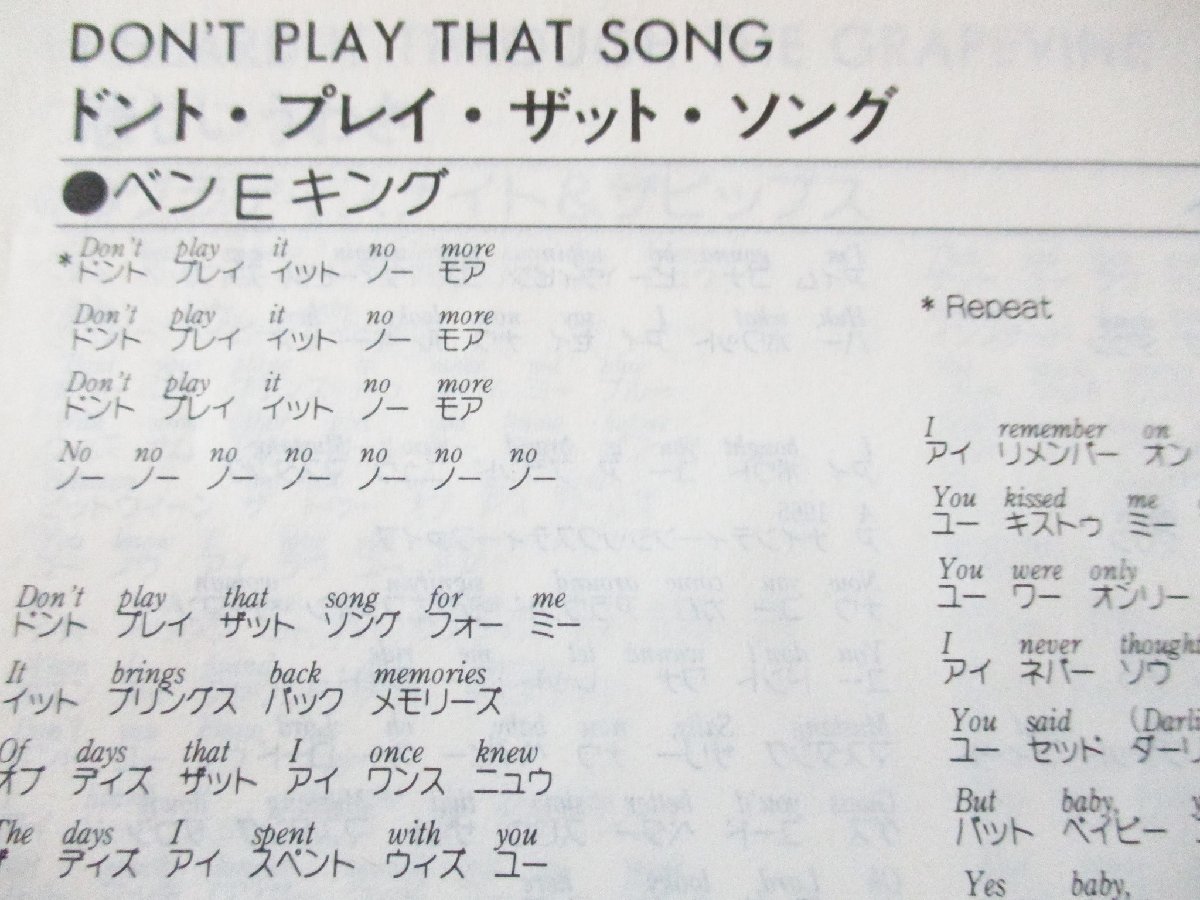 DON'T PLAY THAT SONG
ドント・プレイ・ザット・ソング
●ベン E キング
* Don't play it no more
ドント プレイ イット ノー モア
Don't play it no more
ドント プレイ イット ノー モア
Don't play it no more
ドント プレイ イット ノー モア
No no no no no no no
ノー ノー ノー ノー ノー ノー ノー
Don't play that song for me
ドント プレイ ザット ソング フォー ミー
It brings back memories
イット ブリングス バック メモリーズ
Of days that I once knew
オブ デイズ ザット アイ ワンス ニュウ
The days I spent with you
デイズ アイ スペント ウィズ ユー
* Repeat
I remember on
アイ リメンバー オン
You kissed me
ユー キストゥ ミー
You were only
ユー ワー オンリー
I never thought
アイ ネバー ソウ
You said (Darli
ユー セッド ダーリ
But baby,
バット ベイビー
Yes baby,